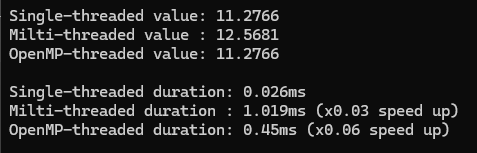 Single-threaded value: 11.2766
Milti-threaded value : 12.5681
OpenMP-threaded value: 11.2766
Single-threaded duration: 0.026ms
Milti-threaded duration : 1.019ms (x0.03 speed up)
OpenMP-threaded duration: 0.45ms (x0.06 speed up)